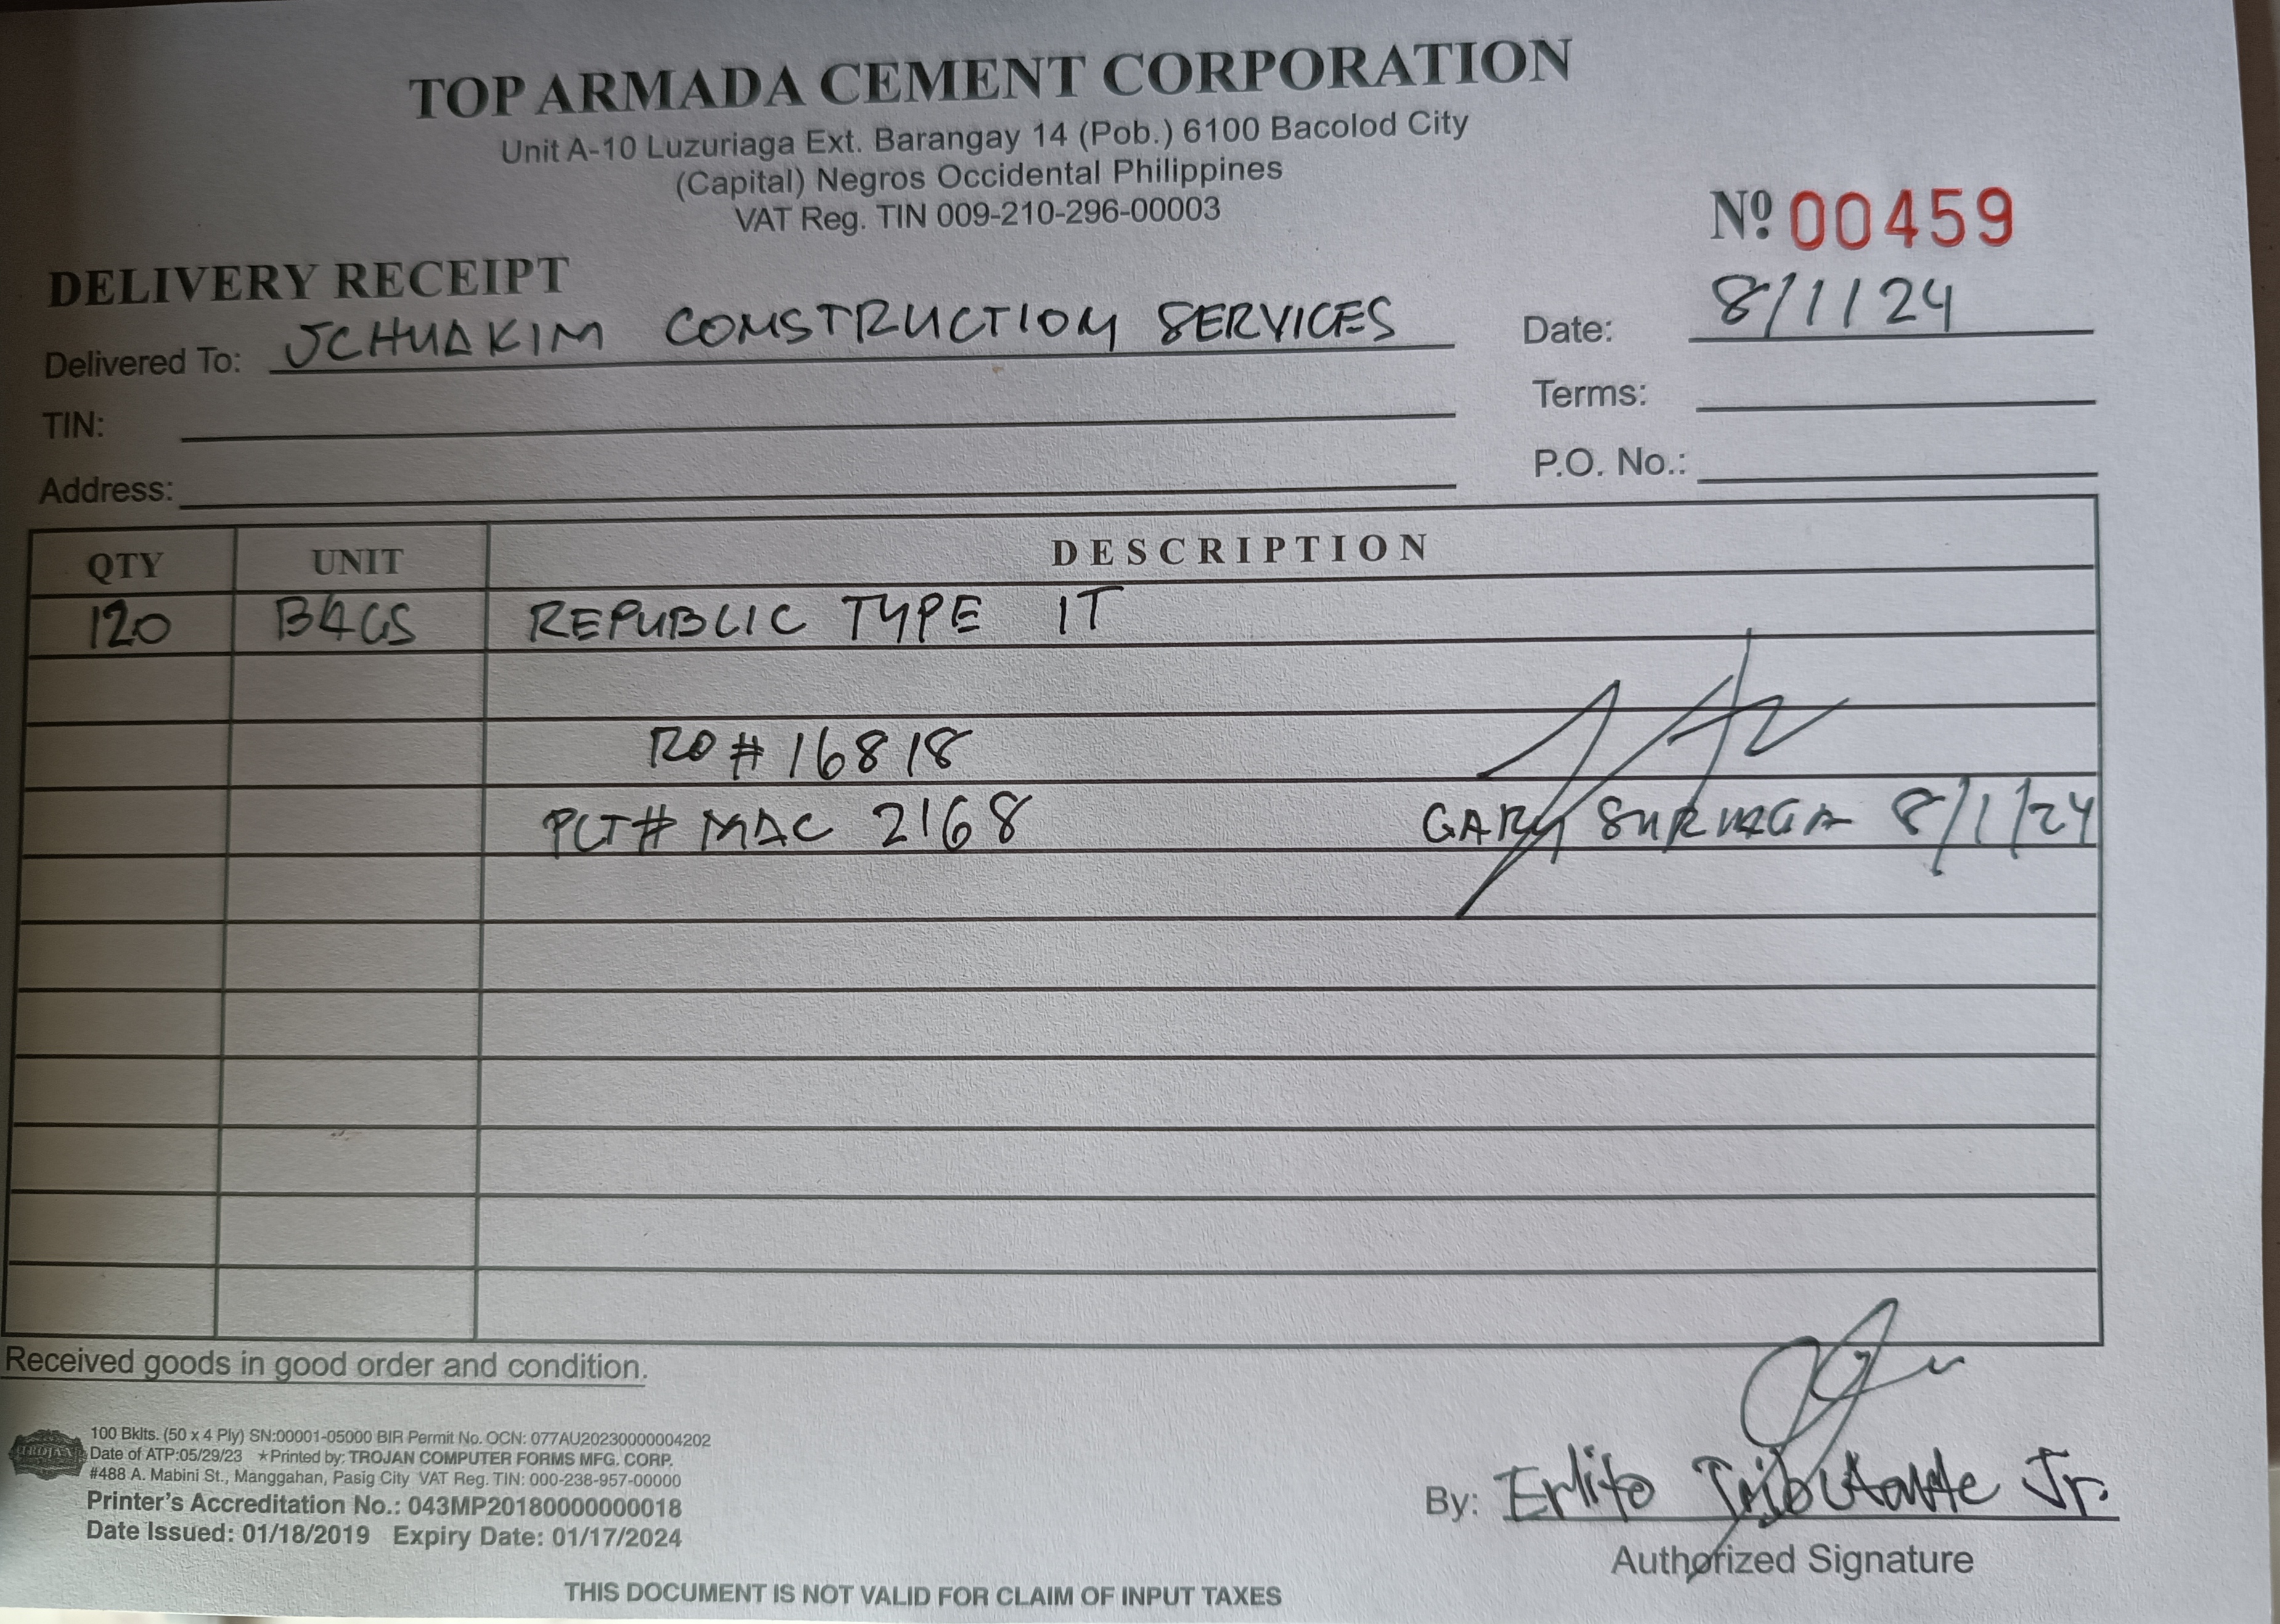 TOP ARMADA CEMENT CORPORATION
Unit A-10 Luzuriaga Ext. Barangay 14 (Pob.) 6100 Bacolod City
(Capital) Negros Occidental Philippines
VAT Reg. TIN 009-210-296-00003
Nº 00459
DELIVERY RECEIPT
Delivered To: JCHUAKIM CONSTRUCTION SERVICES
Date: 8/1/24
TIN:
Terms:
Address:
P.O. No.:
QTY UNIT DESCRIPTION
120 BAGS REPUBLIC TYPE 1T
RO # 16818
PLT# MAC 2168
GARY 8/1/24
Received goods in good order and condition.
TROJAN
100 Bklts. (50 x 4 Ply) SN:00001-05000 BIR Permit No. OCN: 077AU20230000004202
Date of ATP:05/29/23 ★Printed by: TROJAN COMPUTER FORMS MFG. CORP.
#488 A. Mabini St., Manggahan, Pasig City VAT Reg. TIN: 000-238-957-00000
Printer's Accreditation No.: 043MP20180000000018
Date Issued: 01/18/2019 Expiry Date: 01/17/2024
By: Erlito Tributante Jr.
Authorized Signature
THIS DOCUMENT IS NOT VALID FOR CLAIM OF INPUT TAXES